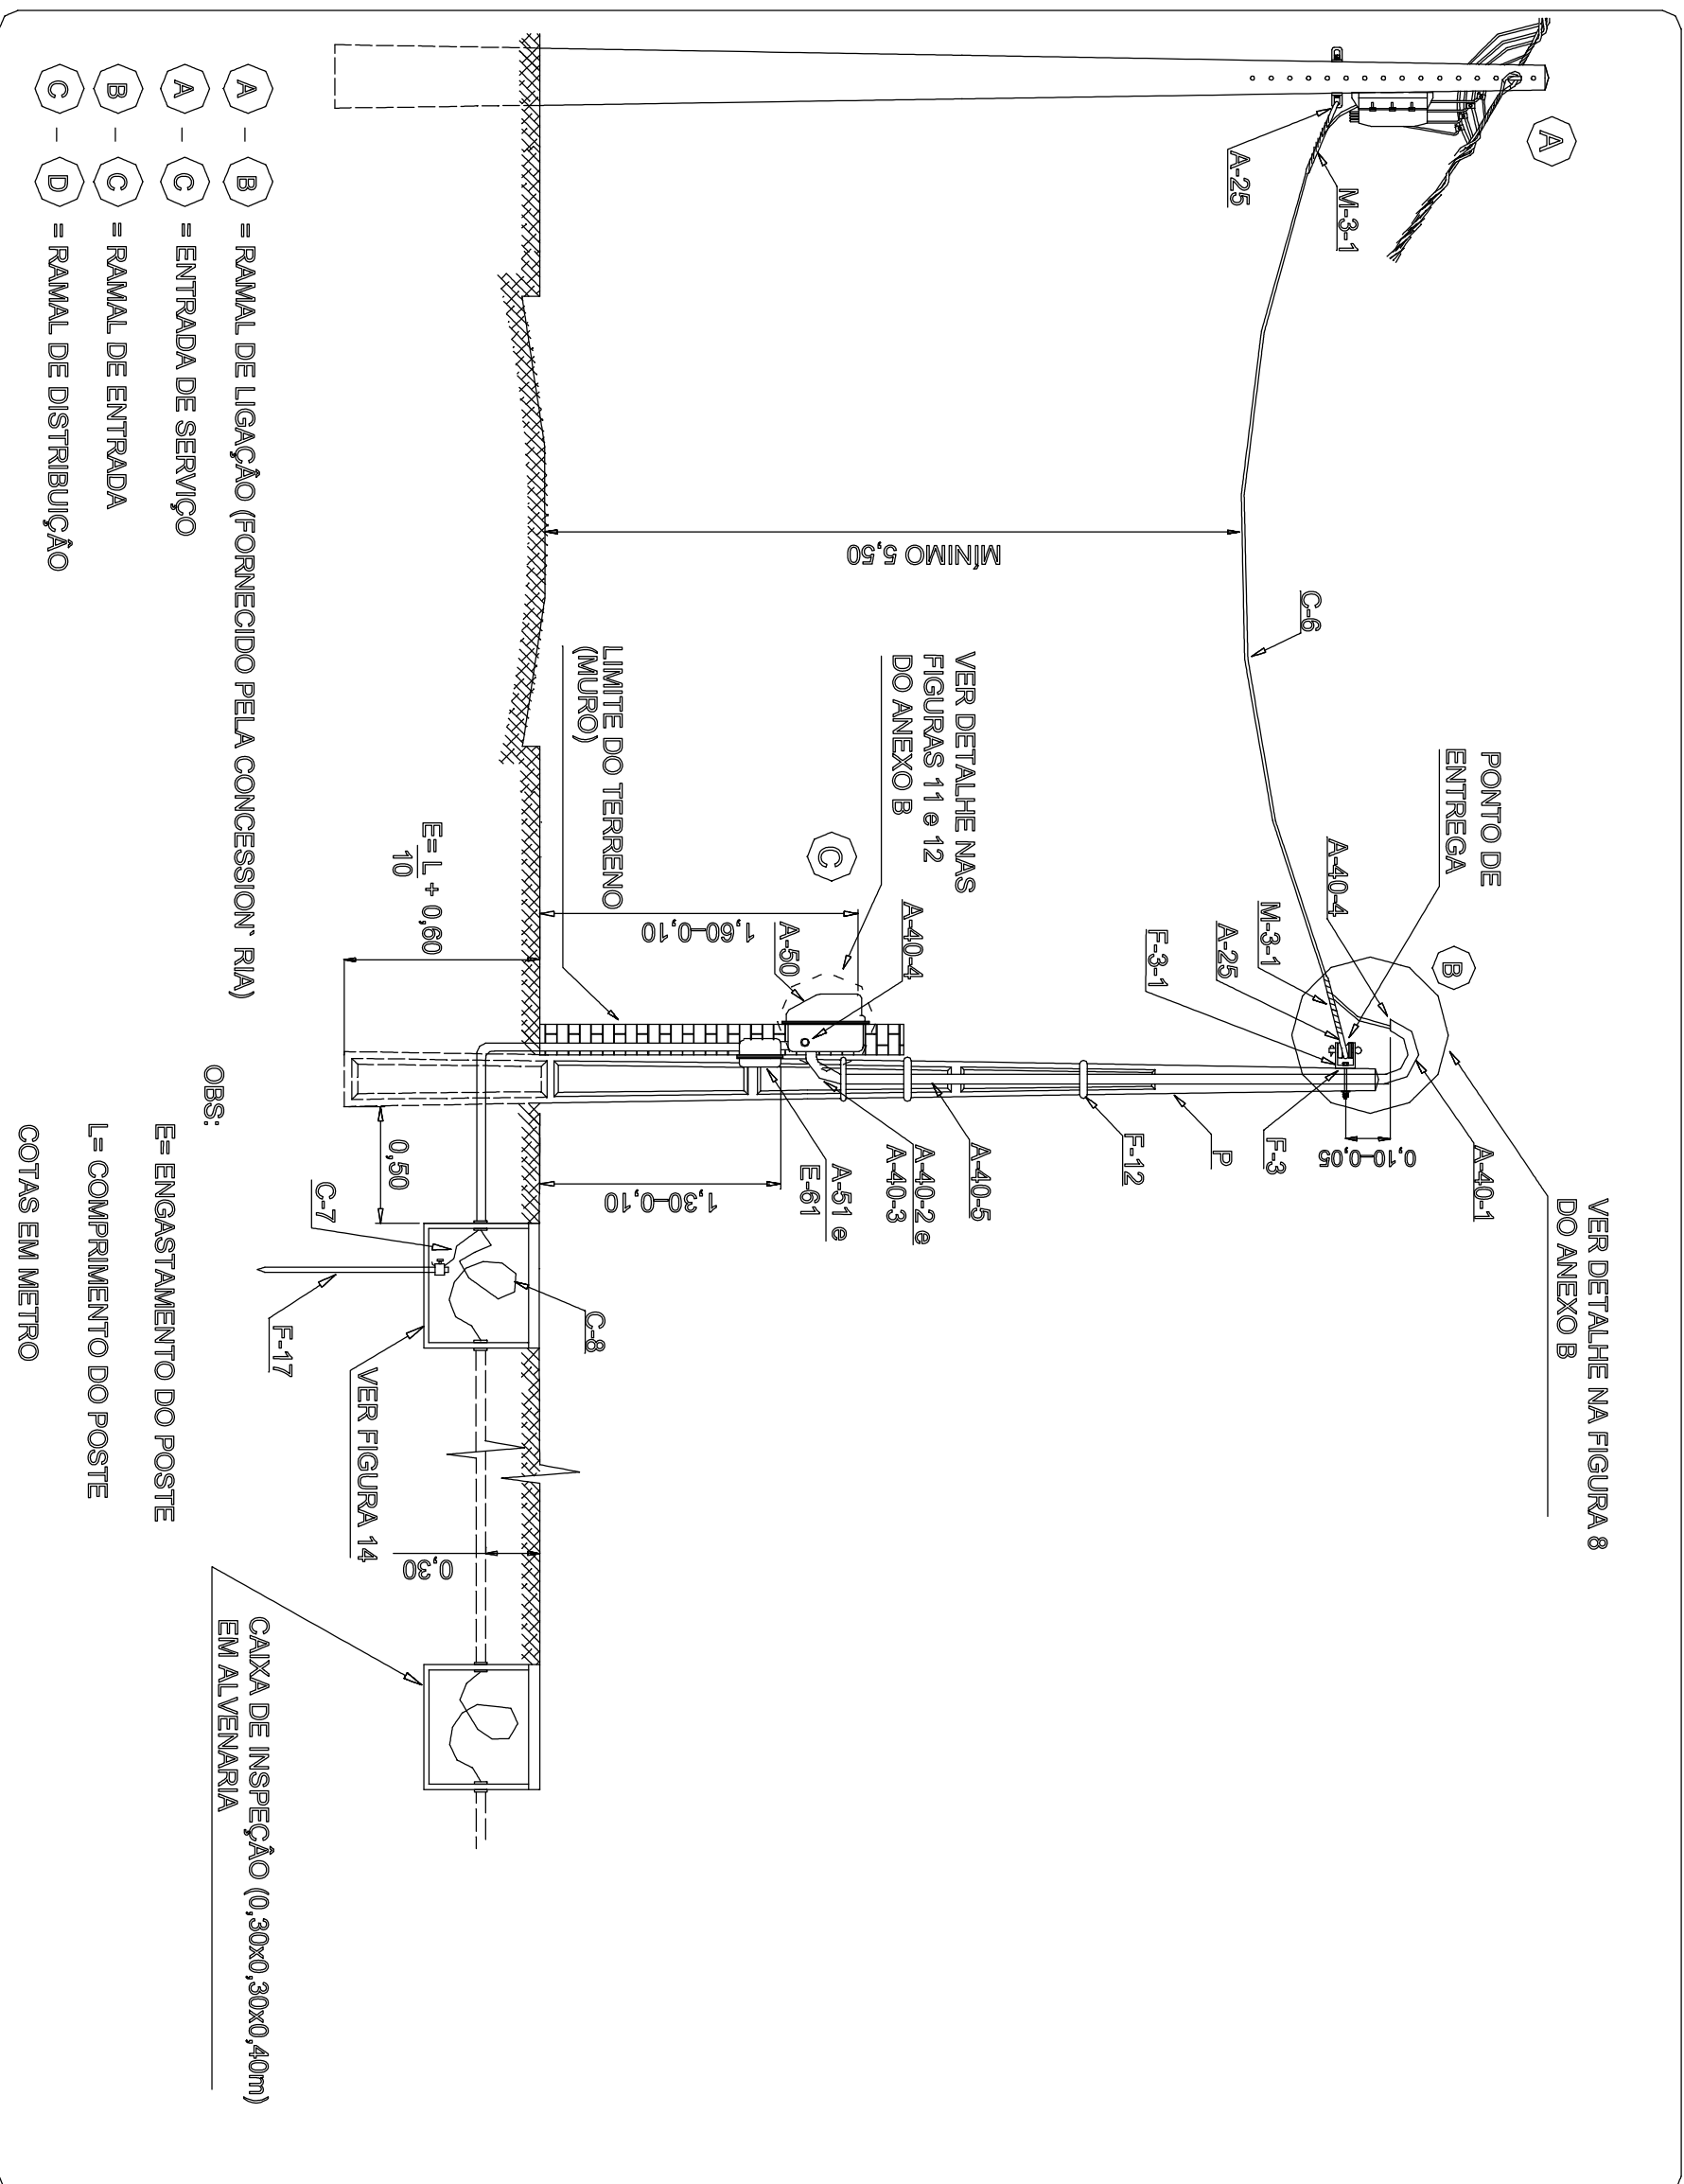 A
M-3-1
A-25
MÍNIMO 5,50
C-6
PONTO DE
ENTREGA
B
VER DETALHE NA FIGURA 8
DO ANEXO B
A-40-4
M-3-1
A-25
F-3-1
A-40-1
0,10-0,05
F-3
P
F-12
VER DETALHE NAS
FIGURAS 11 e 12
DO ANEXO B
C
A-40-4
A-50
1,60-0,10
A-40-5
A-40-2 e
A-40-3
A-51 e
E-61
1,30-0,10
LIMITE DO TERRENO
(MURO)
E= L + 0,60
10
0,50
C-7
C-8
F-17
VER FIGURA 14
0,30
CAIXA DE INSPEÇÃO (0,30x0,30x0,40m)
EM ALVENARIA
A - B = RAMAL DE LIGAÇÃO (FORNECIDO PELA CONCESSION` RIA)
A - C = ENTRADA DE SERVIÇO
B - C = RAMAL DE ENTRADA
C - D = RAMAL DE DISTRIBUIÇÃO
OBS:
E= ENGASTAMENTO DO POSTE
L= COMPRIMENTO DO POSTE
COTAS EM METRO